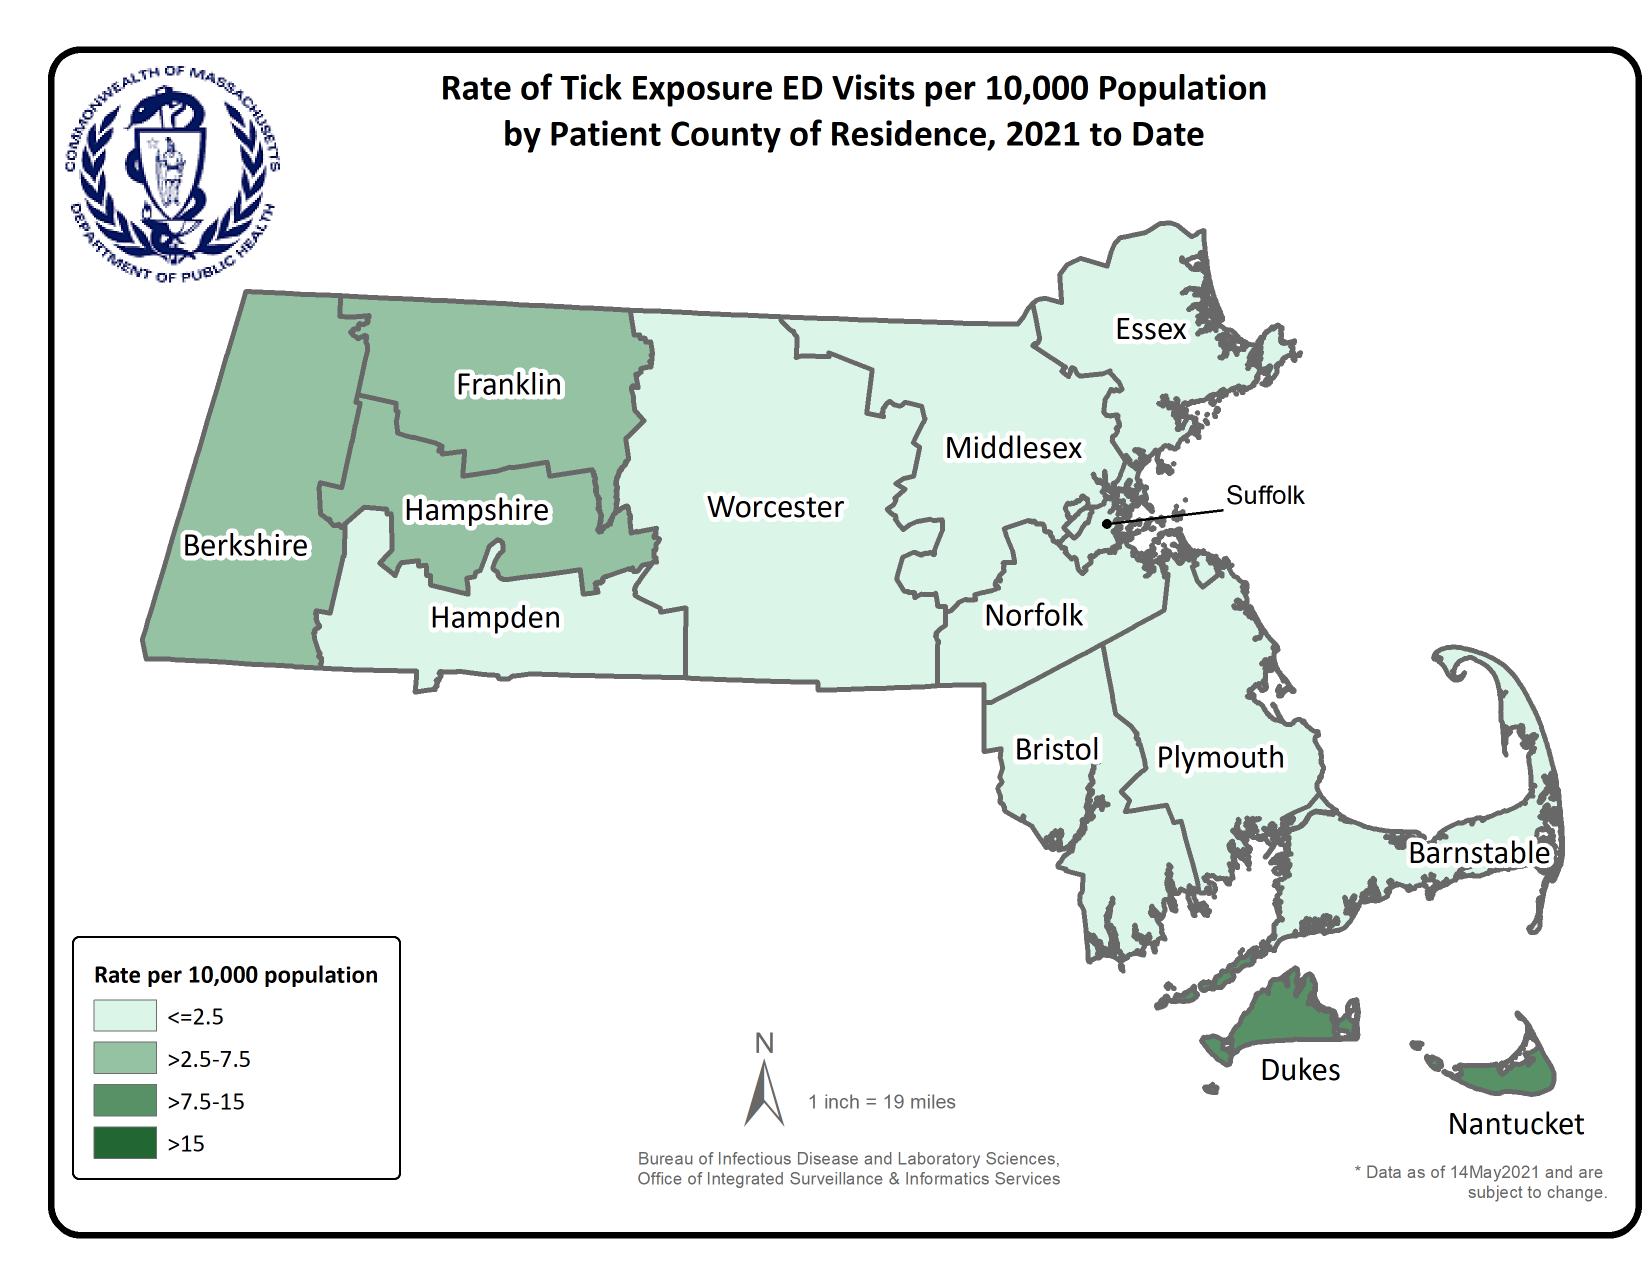 COMMONWEALTH OF MASSACHUSETTS
DEPARTMENT OF PUBLIC HEALTH
Rate of Tick Exposure ED Visits per 10,000 Population
by Patient County of Residence, 2021 to Date
Essex
Franklin
Middlesex
Suffolk
Hampshire
Worcester
Berkshire
Hampden
Norfolk
Bristol
Plymouth
Barnstable
Dukes
Nantucket
Rate per 10,000 population
<=2.5
>2.5-7.5
>7.5-15
>15
N
1 inch = 19 miles
Bureau of Infectious Disease and Laboratory Sciences,
Office of Integrated Surveillance & Informatics Services
* Data as of 14May2021 and are
subject to change.